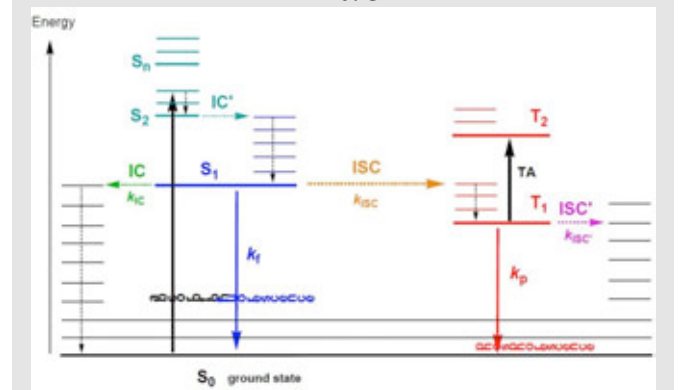 Energy
Sn
S2
IC'
IC
kIC
S1
ISC
kISC
T2
TA
T1
ISC'
kISC'
kf
kp
S0 ground state